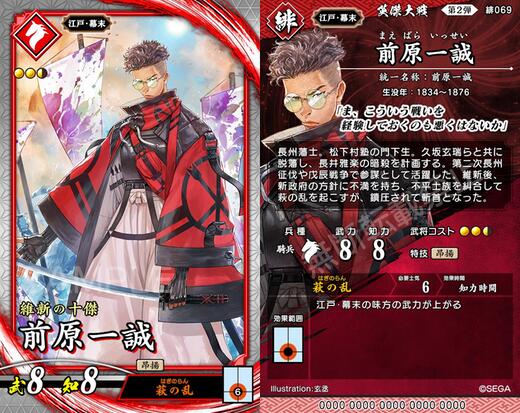 江戸・幕末
維新の十傑
前原一誠
昂揚
武8 知8
はぎのらん
萩の乱
6
緋
江戸・幕末
英傑大戦
第2弾
緋069
まえばら いっせい
前原一誠
統一名称:前原一誠
生没年:1834~1876
「ま、こういう戦いを
経験しておくのも悪くはないか」
長州藩士。松下村塾の門下生。久坂玄瑞らと共に
脱藩し、長井雅楽の暗殺を計画する。第二次長州
征伐や戊辰戦争で参謀として活躍した。維新後、
新政府の方針に不満を持ち、不平士族を糾合して
萩の乱を起こすが、鎮圧されて斬首となった。
兵種 武力 知力 武将コスト
騎兵 8 8 特技 昂揚
はぎのらん 必要士気 効果時間
萩の乱 6 知力時間
江戸・幕末の味方の武力が上がる
効果範囲
Illustration:玄塗
©SEGA
0000-0000-0000-0000-0000